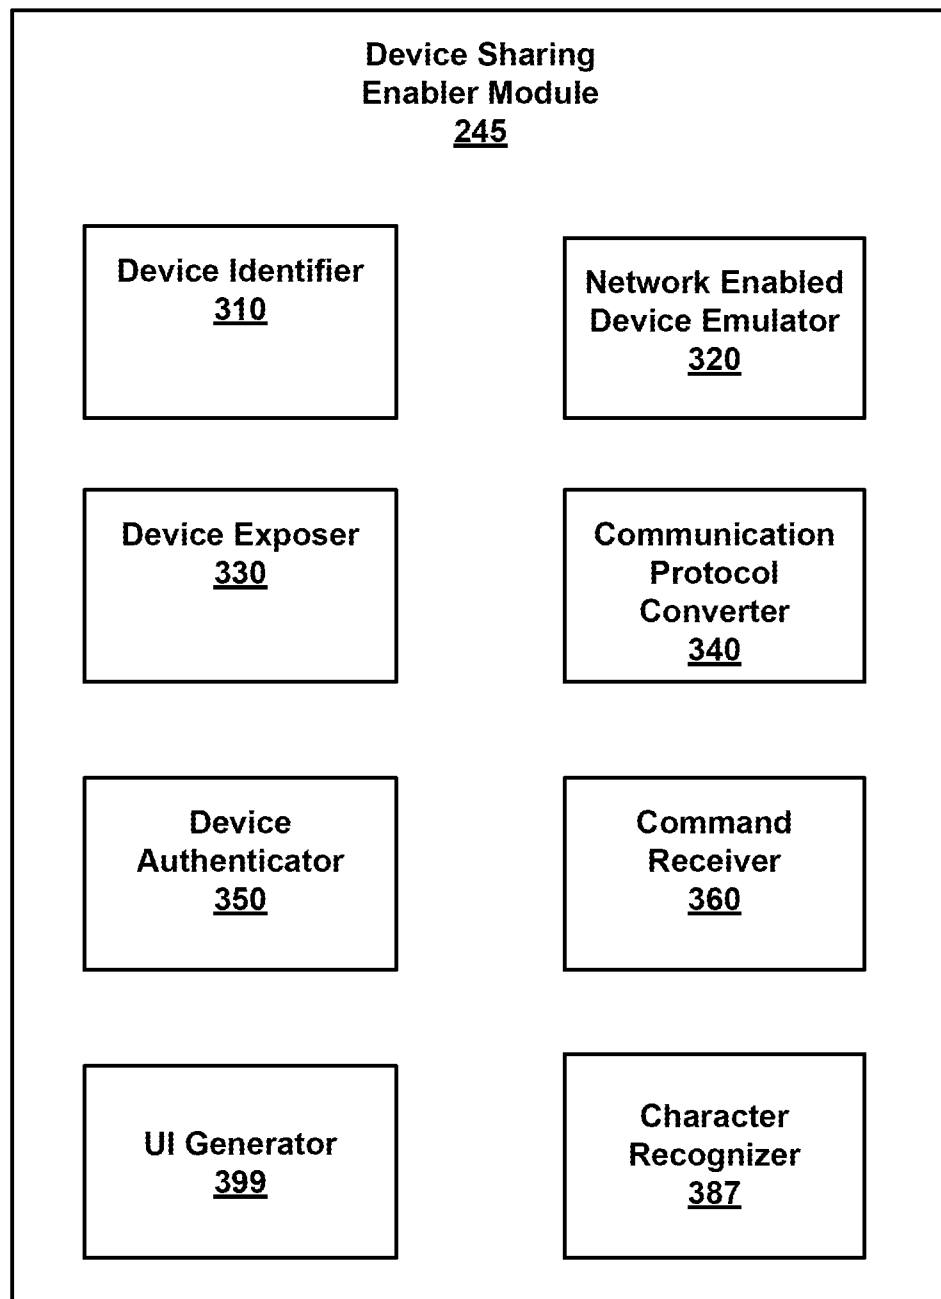 Device Sharing
Enabler Module
245
Device Identifier
310
Network Enabled
Device Emulator
320
Device Exposer
330
Communication
Protocol
Converter
340
Device
Authenticator
350
Command
Receiver
360
UI Generator
399
Character
Recognizer
387